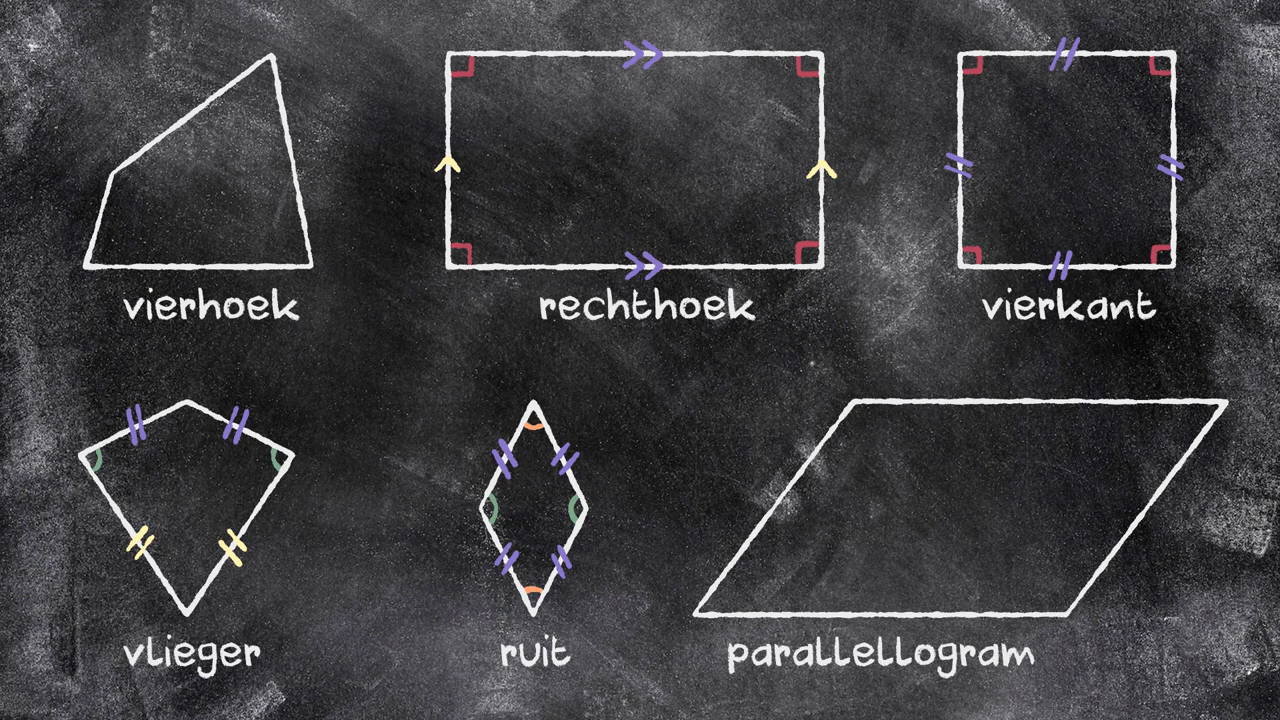 vierhoek
rechthoek
vierkant
vlieger
ruit
parallellogram